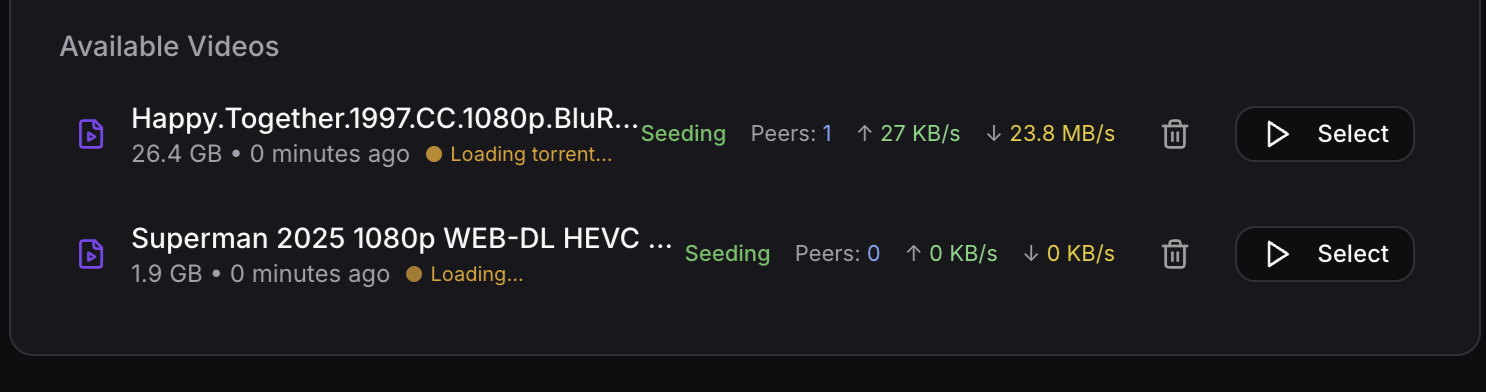 Available Videos
Happy.Together.1997.CC.1080p.BluR... Seeding Peers: 1 ↑ 27 KB/s ↓ 23.8 MB/s Select
26.4 GB • 0 minutes ago Loading torrent...
Superman 2025 1080p WEB-DL HEVC ... Seeding Peers: 0 ↑ 0 KB/s ↓ 0 KB/s Select
1.9 GB • 0 minutes ago Loading...